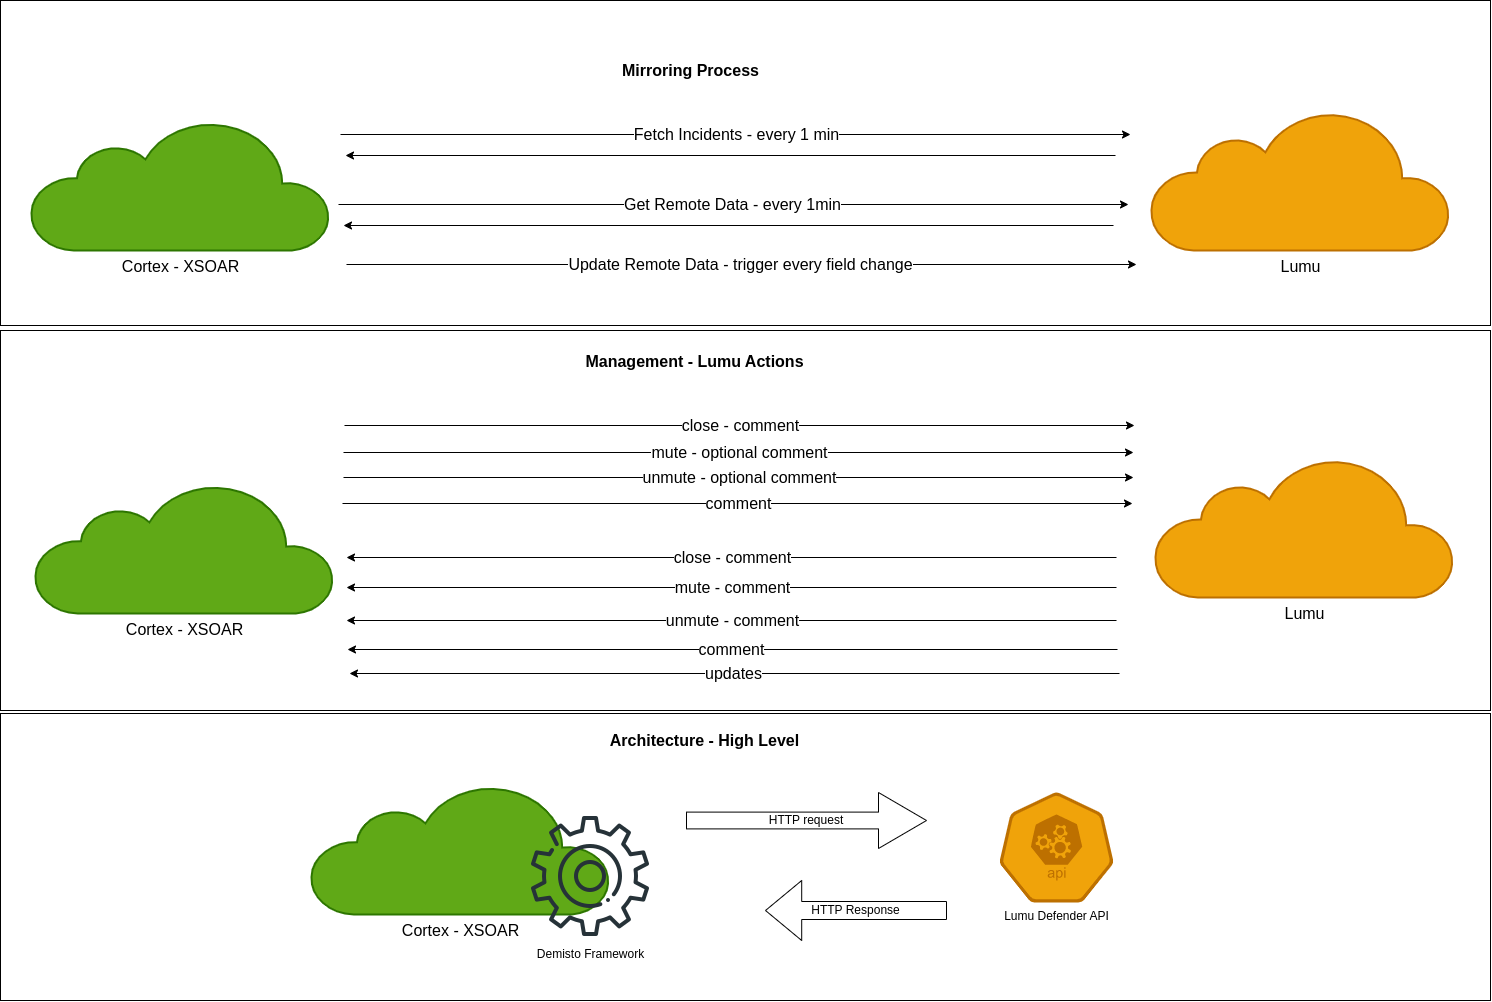 Mirroring Process
Fetch Incidents - every 1 min
Get Remote Data - every 1min
Update Remote Data - trigger every field change
Cortex - XSOAR
Lumu
Management - Lumu Actions
close - comment
mute - optional comment
unmute - optional comment
comment
close - comment
mute - comment
unmute - comment
comment
updates
Cortex - XSOAR
Lumu
Architecture - High Level
HTTP request
HTTP Response
api
Lumu Defender API
Cortex - XSOAR
Demisto Framework